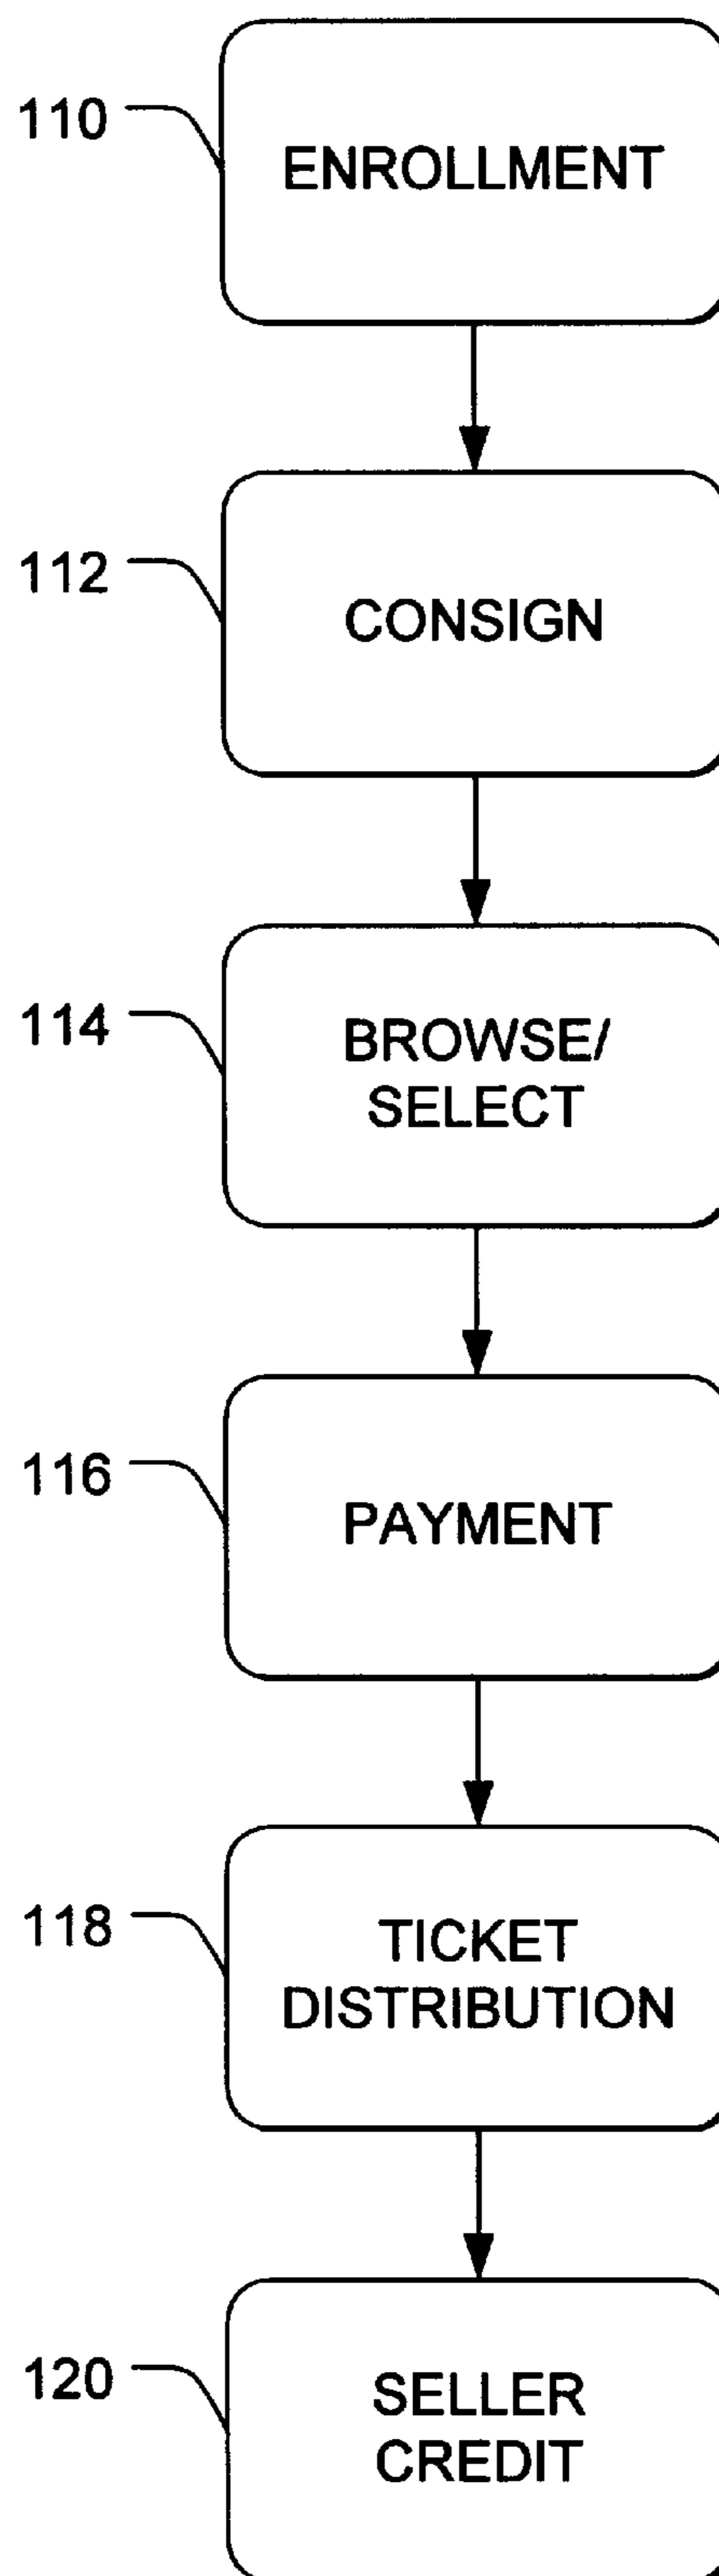 110
ENROLLMENT
112
CONSIGN
114
BROWSE/
SELECT
116
PAYMENT
118
TICKET
DISTRIBUTION
120
SELLER
CREDIT